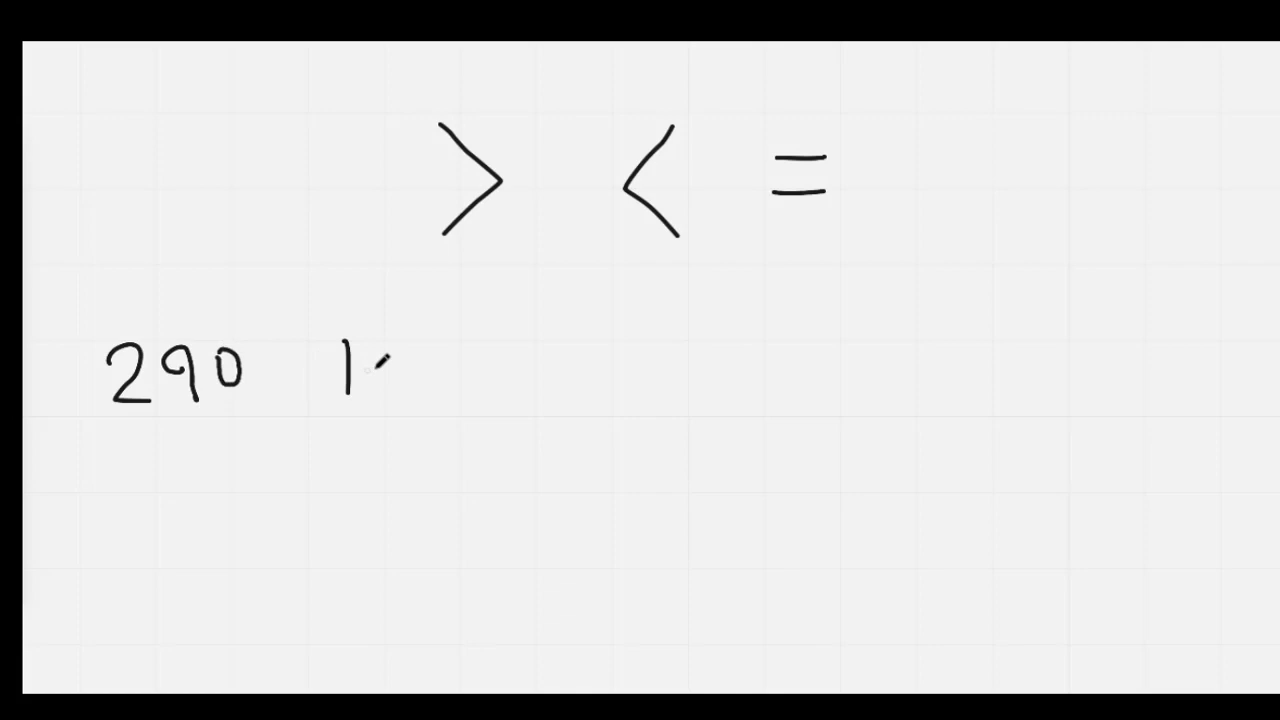 > < =
290 1